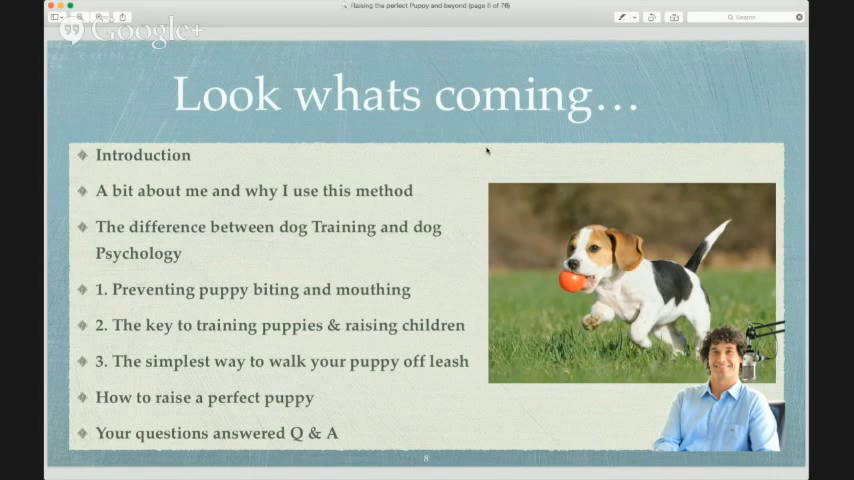 Raising the perfect Puppy and beyond (page 8 of 76)
Search
Google+
Look whats coming...
Introduction
A bit about me and why I use this method
The difference between dog Training and dog
Psychology
1. Preventing puppy biting and mouthing
2. The key to training puppies & raising children
3. The simplest way to walk your puppy off leash
How to raise a perfect puppy
Your questions answered Q & A
8